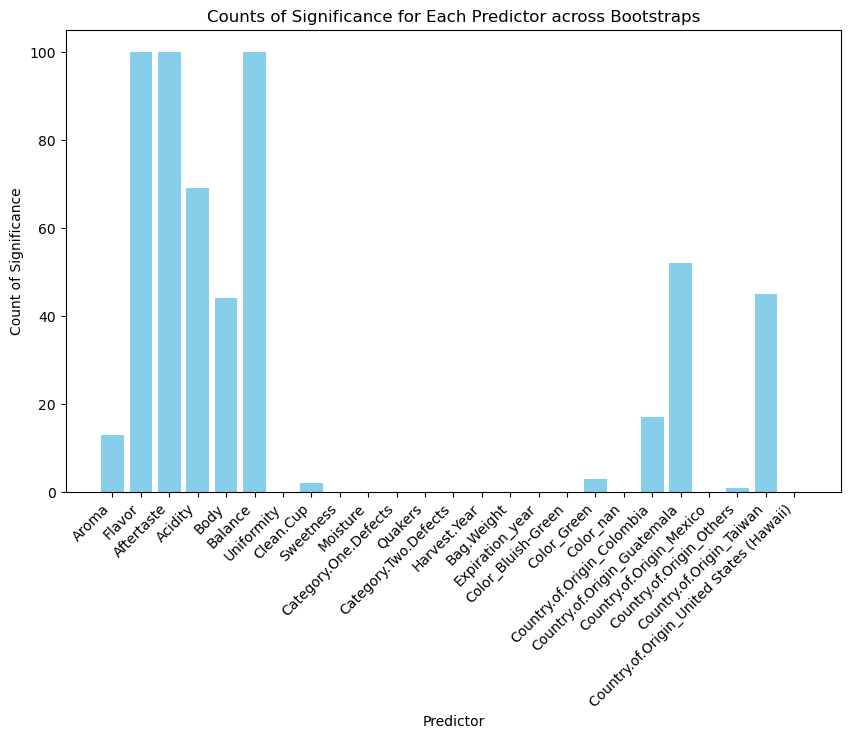 Counts of Significance for Each Predictor across Bootstraps
Count of Significance
100
80
60
40
20
0
Aroma
Flavor
Aftertaste
Acidity
Body
Balance
Uniformity
Clean.Cup
Sweetness
Moisture
Category.One.Defects
Quakers
Category.Two.Defects
Harvest.Year
Bag.Weight
Expiration_year
Color_Bluish-Green
Color_Green
Color_nan
Country.of.Origin_Colombia
Country.of.Origin_Guatemala
Country.of.Origin_Mexico
Country.of.Origin_Others
Country.of.Origin_Taiwan
Country.of.Origin_United States (Hawaii)
Predictor